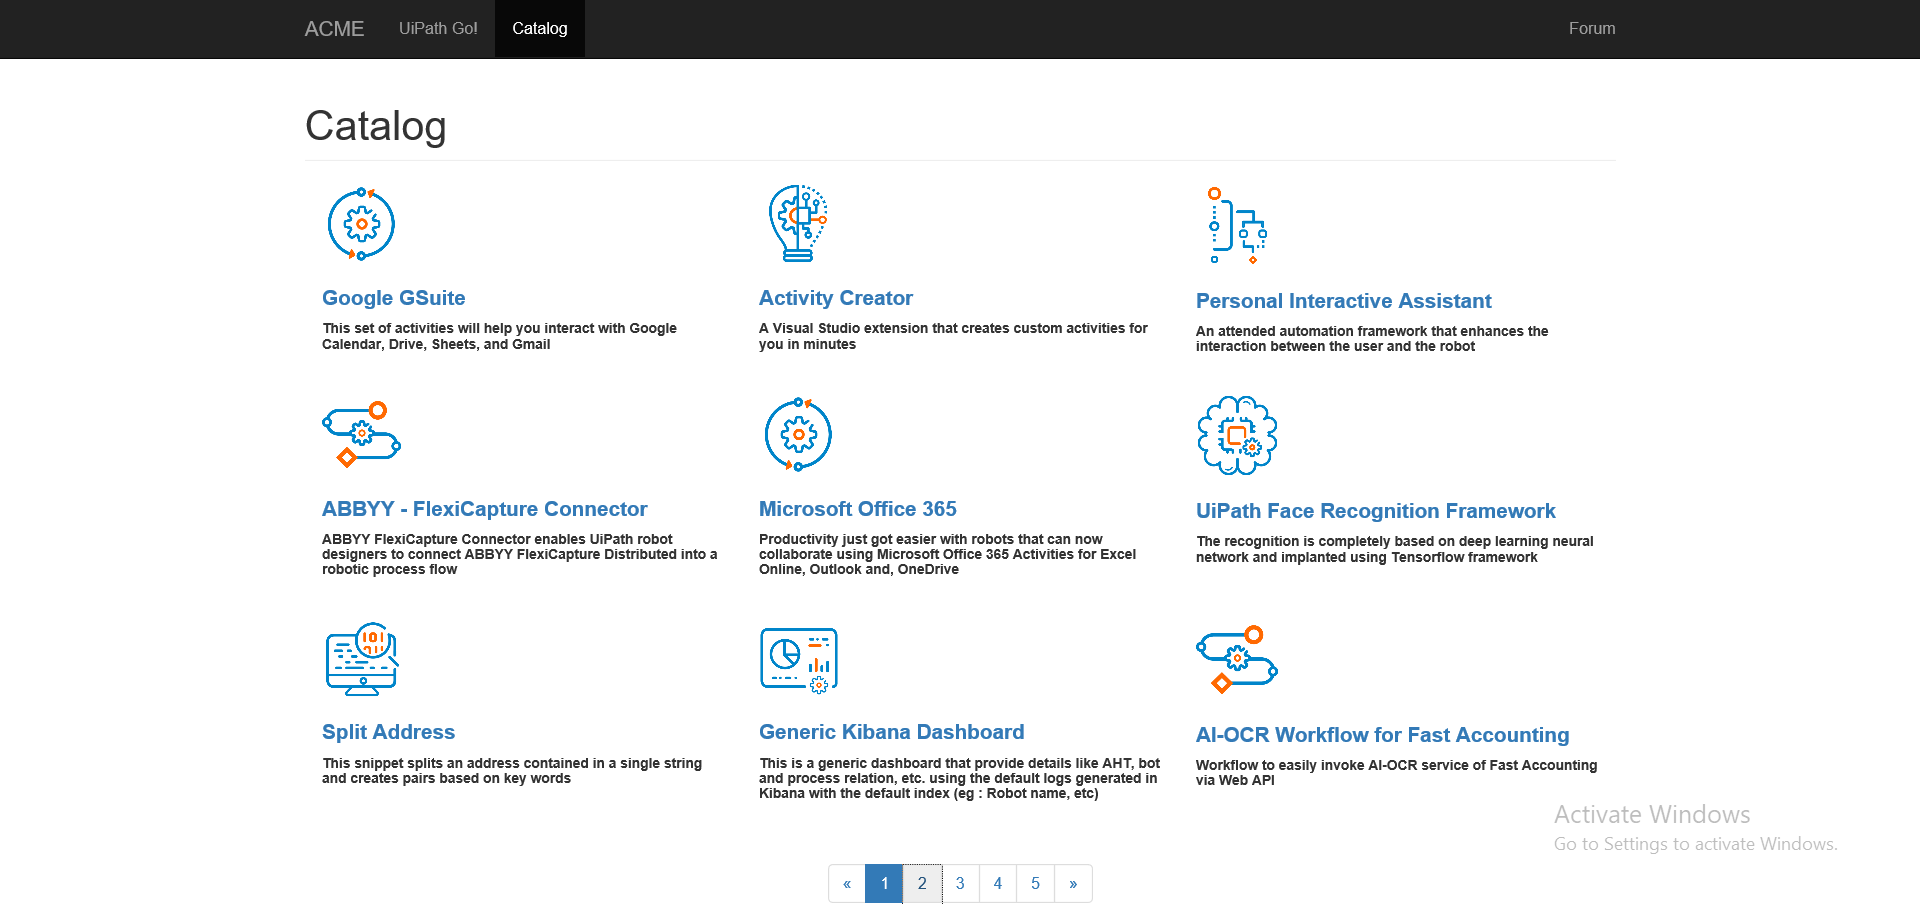 ACME UiPath Go! Catalog Forum
Catalog
Google GSuite
This set of activities will help you interact with Google
Calendar, Drive, Sheets, and Gmail
Activity Creator
A Visual Studio extension that creates custom activities for
you in minutes
Personal Interactive Assistant
An attended automation framework that enhances the
interaction between the user and the robot
ABBYY - FlexiCapture Connector
ABBYY FlexiCapture Connector enables UiPath robot
designers to connect ABBYY FlexiCapture Distributed into a
robotic process flow
Microsoft Office 365
Productivity just got easier with robots that can now
collaborate using Microsoft Office 365 Activities for Excel
Online, Outlook and, OneDrive
UiPath Face Recognition Framework
The recognition is completely based on deep learning neural
network and implanted using Tensorflow framework
101
Split Address
This snippet splits an address contained in a single string
and creates pairs based on key words
Generic Kibana Dashboard
This is a generic dashboard that provide details like AHT, bot
and process relation, etc. using the default logs generated in
Kibana with the default index (eg : Robot name, etc)
AI-OCR Workflow for Fast Accounting
Workflow to easily invoke AI-OCR service of Fast Accounting
via Web API
Activate Windows
Go to Settings to activate Windows.
« 1 2 3 4 5 »